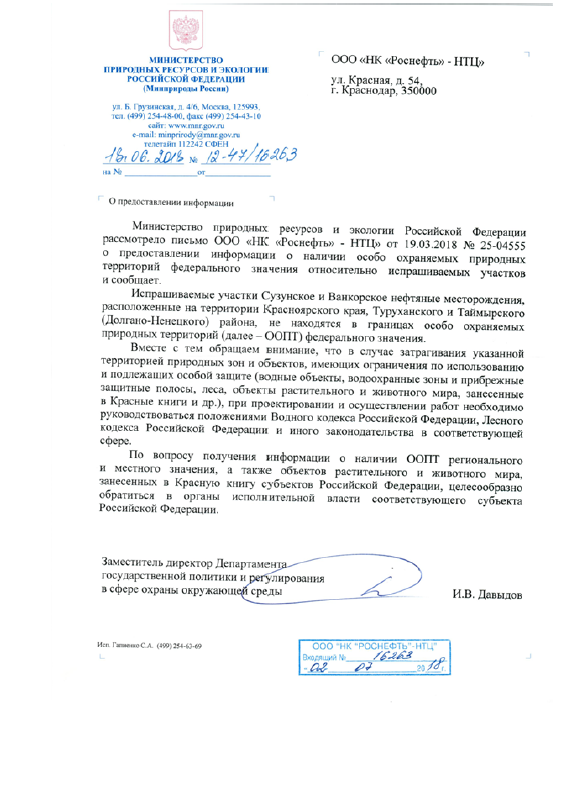 МИНИСТЕРСТВО
ПРИРОДНЫХ РЕСУРСОВ И ЭКОЛОГИИ
РОССИЙСКОЙ ФЕДЕРАЦИИ
(Минприроды России)
ул. Б. Грузинская, д. 4/6, Москва, 125993,
тел. (499) 254-48-00, факс (499) 254-43-10
сайт: www.mnr.gov.ru
e-mail: minprirody@mnr.gov.ru
телетайп 112242 СФЕН
18.06.2018 № 12-47/16263
на № от
ООО «НК «Роснефть» - НТЦ»
ул. Красная, д. 54,
г. Краснодар, 350000
О предоставлении информации
Министерство природных ресурсов и экологии Российской Федерации
рассмотрело письмо ООО «НК «Роснефть» - НТЦ» от 19.03.2018 № 25-04555
о предоставлении информации о наличии особо охраняемых природных
территорий федерального значения относительно испрашиваемых участков
и сообщает.
Испрашиваемые участки Сузунское и Ванкорское нефтяные месторождения,
расположенные на территории Красноярского края, Туруханского и Таймырского
(Долгано-Ненецкого) района, не находятся в границах особо охраняемых
природных территорий (далее – ООПТ) федерального значения.
Вместе с тем обращаем внимание, что в случае затрагивания указанной
территорией природных зон и объектов, имеющих ограничения по использованию
и подлежащих особой защите (водные объекты, водоохранные зоны и прибрежные
защитные полосы, леса, объекты растительного и животного мира, занесенные
в Красные книги и др.), при проектировании и осуществлении работ необходимо
руководствоваться положениями Водного кодекса Российской Федерации, Лесного
кодекса Российской Федерации и иного законодательства в соответствующей
сфере.
По вопросу получения информации о наличии ООПТ регионального
и местного значения, а также объектов растительного и животного мира,
занесенных в Красную книгу субъектов Российской Федерации, целесообразно
обратиться в органы исполнительной власти соответствующего субъекта
Российской Федерации.
Заместитель директор Департамента
государственной политики и регулирования
в сфере охраны окружающей среды
И.В. Давыдов
Исп. Гапиенко С.А. (499) 254-63-69
ООО "НК "РОСНЕФТЬ"-НТЦ"
Входящий № 16263
02 07 2018 г.